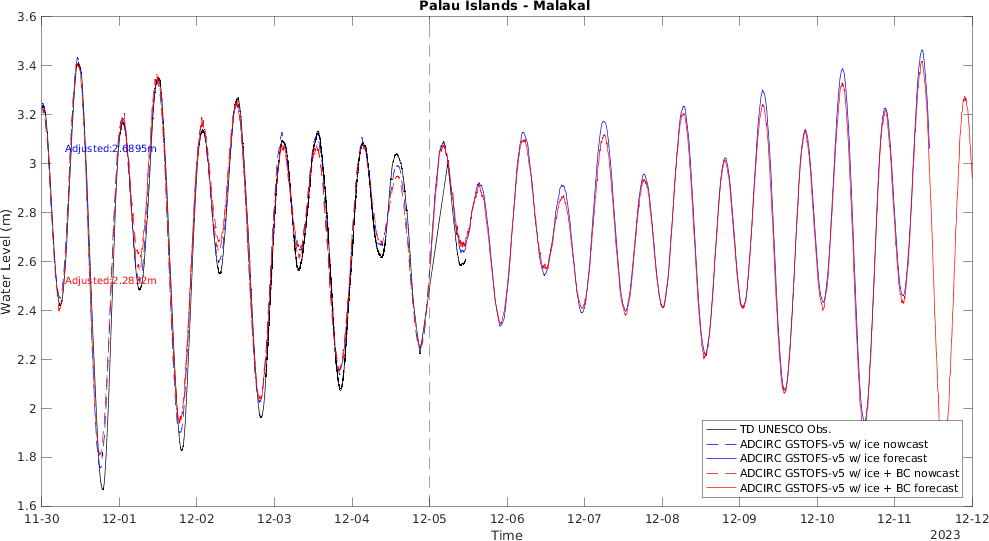 Palau Islands - Malakal
Water Level (m)
3.6
3.4
3.2
3
2.8
2.6
2.4
2.2
2
1.8
1.6
Adjusted:2.6895m
Adjusted:2.2832m
TD UNESCO Obs.
ADCIRC GSTOFS-v5 w/ ice nowcast
ADCIRC GSTOFS-v5 w/ ice forecast
ADCIRC GSTOFS-v5 w/ ice + BC nowcast
ADCIRC GSTOFS-v5 w/ ice + BC forecast
11-30 12-01 12-02 12-03 12-04 12-05 12-06 12-07 12-08 12-09 12-10 12-11 12-12
Time
2023